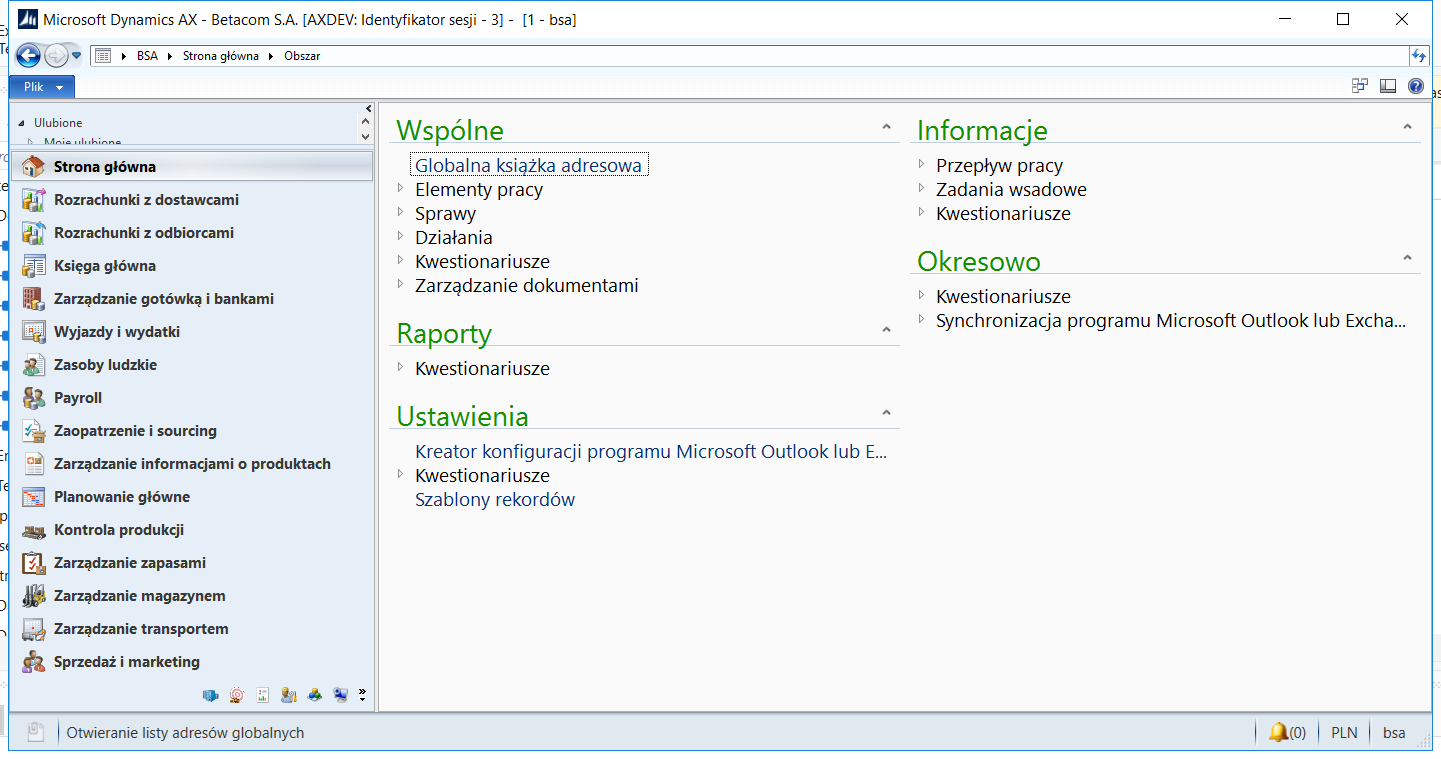 Microsoft Dynamics AX - Betacom S.A. [AXDEV: Identyfikator sesji - 3] - [1 - bsa]
BSA Strona główna Obszar
Plik
Ulubione
Moje ulubione
Strona główna
Rozrachunki z dostawcami
Rozrachunki z odbiorcami
Księga główna
Zarządzanie gotówką i bankami
Wyjazdy i wydatki
Zasoby ludzkie
Payroll
Zaopatrzenie i sourcing
Zarządzanie informacjami o produktach
Planowanie główne
Kontrola produkcji
Zarządzanie zapasami
Zarządzanie magazynem
Zarządzanie transportem
Sprzedaż i marketing
Wspólne
Globalna książka adresowa
Elementy pracy
Sprawy
Działania
Kwestionariusze
Zarządzanie dokumentami
Raporty
Kwestionariusze
Ustawienia
Kreator konfiguracji programu Microsoft Outlook lub E...
Kwestionariusze
Szablony rekordów
Informacje
Przepływ pracy
Zadania wsadowe
Kwestionariusze
Okresowo
Kwestionariusze
Synchronizacja programu Microsoft Outlook lub Excha...
Otwieranie listy adresów globalnych
(0) PLN bsa